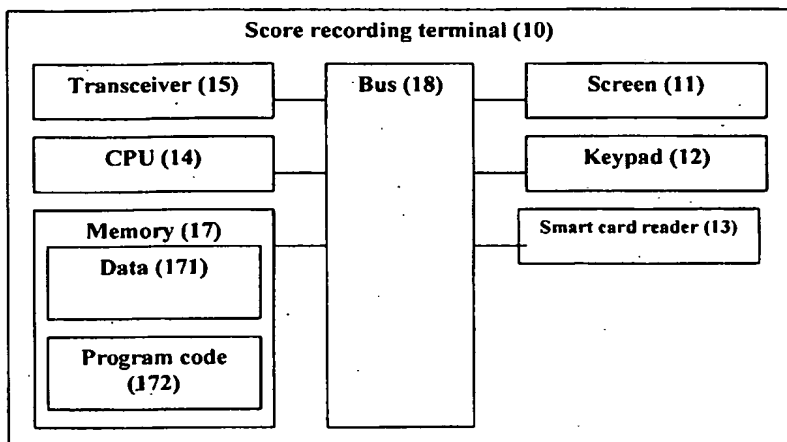 Score recording terminal (10)
Transceiver (15)
Bus (18)
Screen (11)
CPU (14)
Keypad (12)
Memory (17)
Smart card reader (13)
Data (171)
Program code
(172)